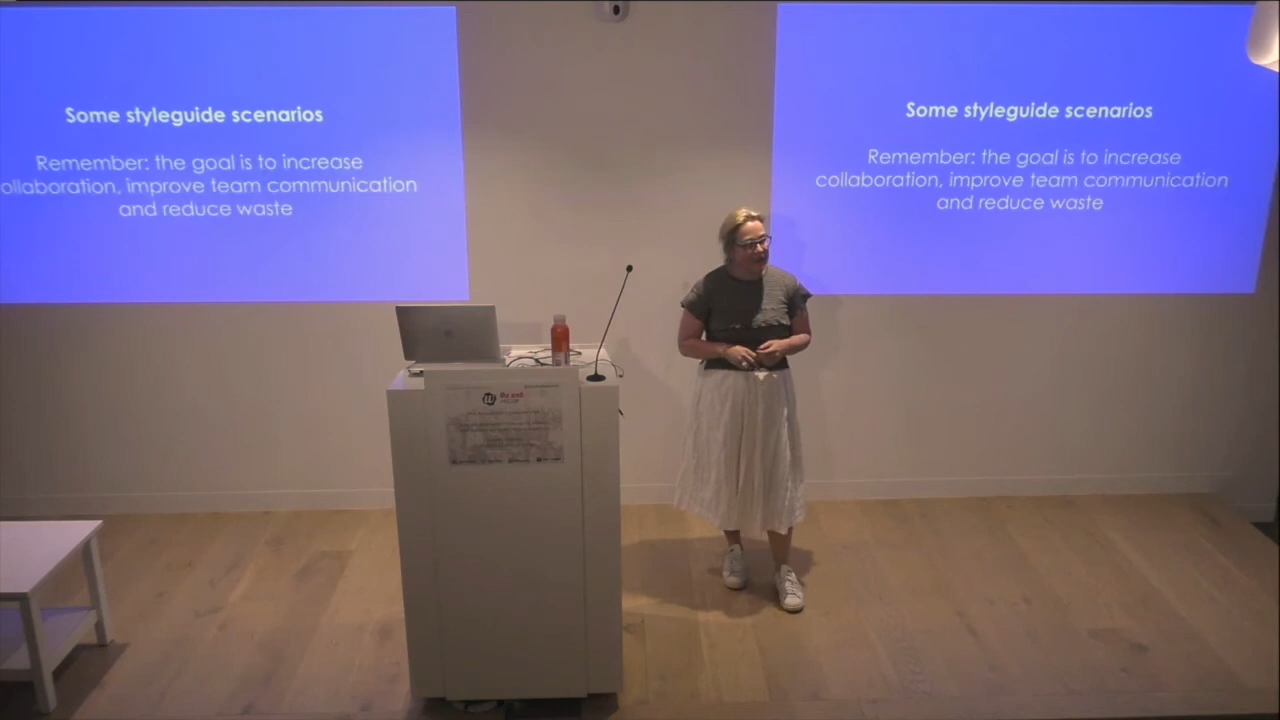 Some styleguide scenarios
Remember: the goal is to increase
ollaboration, improve team communication
and reduce waste
Some styleguide scenarios
Remember: the goal is to increase
collaboration, improve team communication
and reduce waste